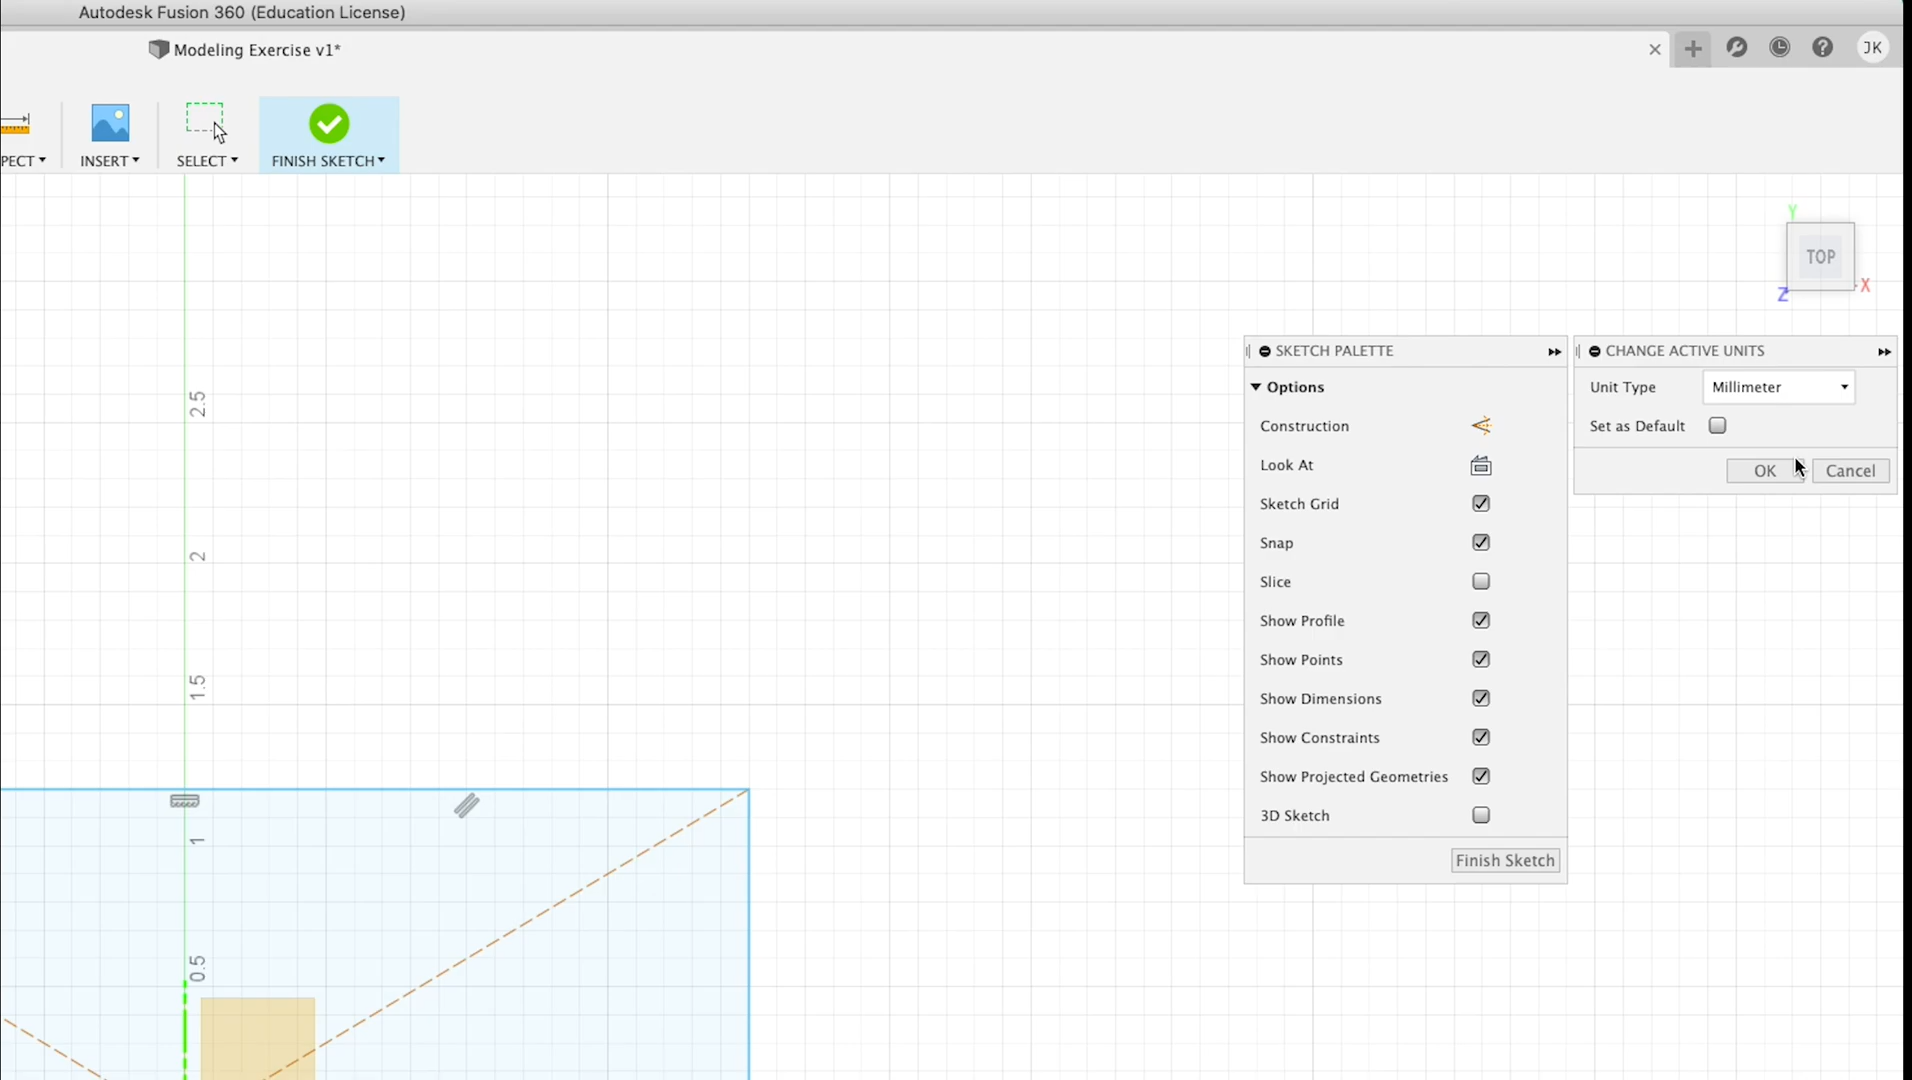 Autodesk Fusion 360 (Education License)
Modeling Exercise v1*
JK
PECT
INSERT
SELECT
FINISH SKETCH
Y
TOP
X
Z
SKETCH PALETTE
Options
Construction
Look At
Sketch Grid
Snap
Slice
Show Profile
Show Points
Show Dimensions
Show Constraints
Show Projected Geometries
3D Sketch
Finish Sketch
CHANGE ACTIVE UNITS
Unit Type Millimeter
Set as Default
OK Cancel
2.5
2
1.5
1
0.5